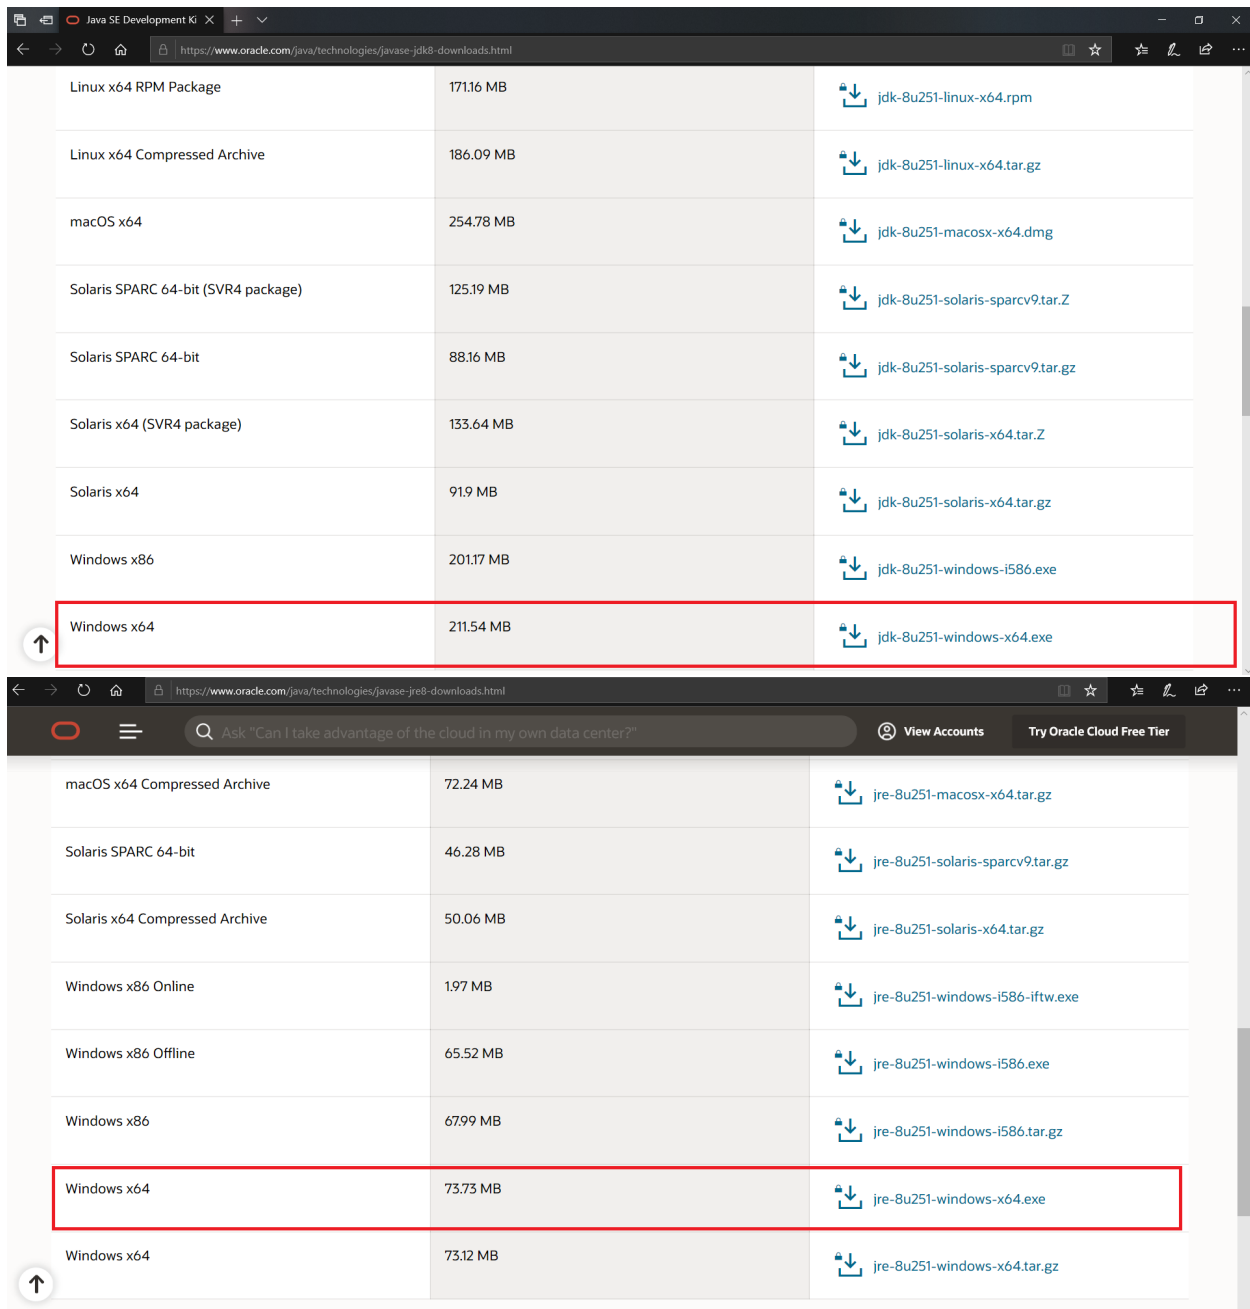 Java SE Development Ki
https://www.oracle.com/java/technologies/javase-jdk8-downloads.html
Linux x64 RPM Package 171.16 MB jdk-8u251-linux-x64.rpm
Linux x64 Compressed Archive 186.09 MB jdk-8u251-linux-x64.tar.gz
macOS x64 254.78 MB jdk-8u251-macosx-x64.dmg
Solaris SPARC 64-bit (SVR4 package) 125.19 MB jdk-8u251-solaris-sparcv9.tar.Z
Solaris SPARC 64-bit 88.16 MB jdk-8u251-solaris-sparcv9.tar.gz
Solaris x64 (SVR4 package) 133.64 MB jdk-8u251-solaris-x64.tar.Z
Solaris x64 91.9 MB jdk-8u251-solaris-x64.tar.gz
Windows x86 201.17 MB jdk-8u251-windows-i586.exe
Windows x64 211.54 MB jdk-8u251-windows-x64.exe
https://www.oracle.com/java/technologies/javase-jre8-downloads.html
Ask "Can I take advantage of the cloud in my own data center?" View Accounts Try Oracle Cloud Free Tier
macOS x64 Compressed Archive 72.24 MB jre-8u251-macosx-x64.tar.gz
Solaris SPARC 64-bit 46.28 MB jre-8u251-solaris-sparcv9.tar.gz
Solaris x64 Compressed Archive 50.06 MB jre-8u251-solaris-x64.tar.gz
Windows x86 Online 1.97 MB jre-8u251-windows-i586-iftw.exe
Windows x86 Offline 65.52 MB jre-8u251-windows-i586.exe
Windows x86 67.99 MB jre-8u251-windows-i586.tar.gz
Windows x64 73.73 MB jre-8u251-windows-x64.exe
Windows x64 73.12 MB jre-8u251-windows-x64.tar.gz